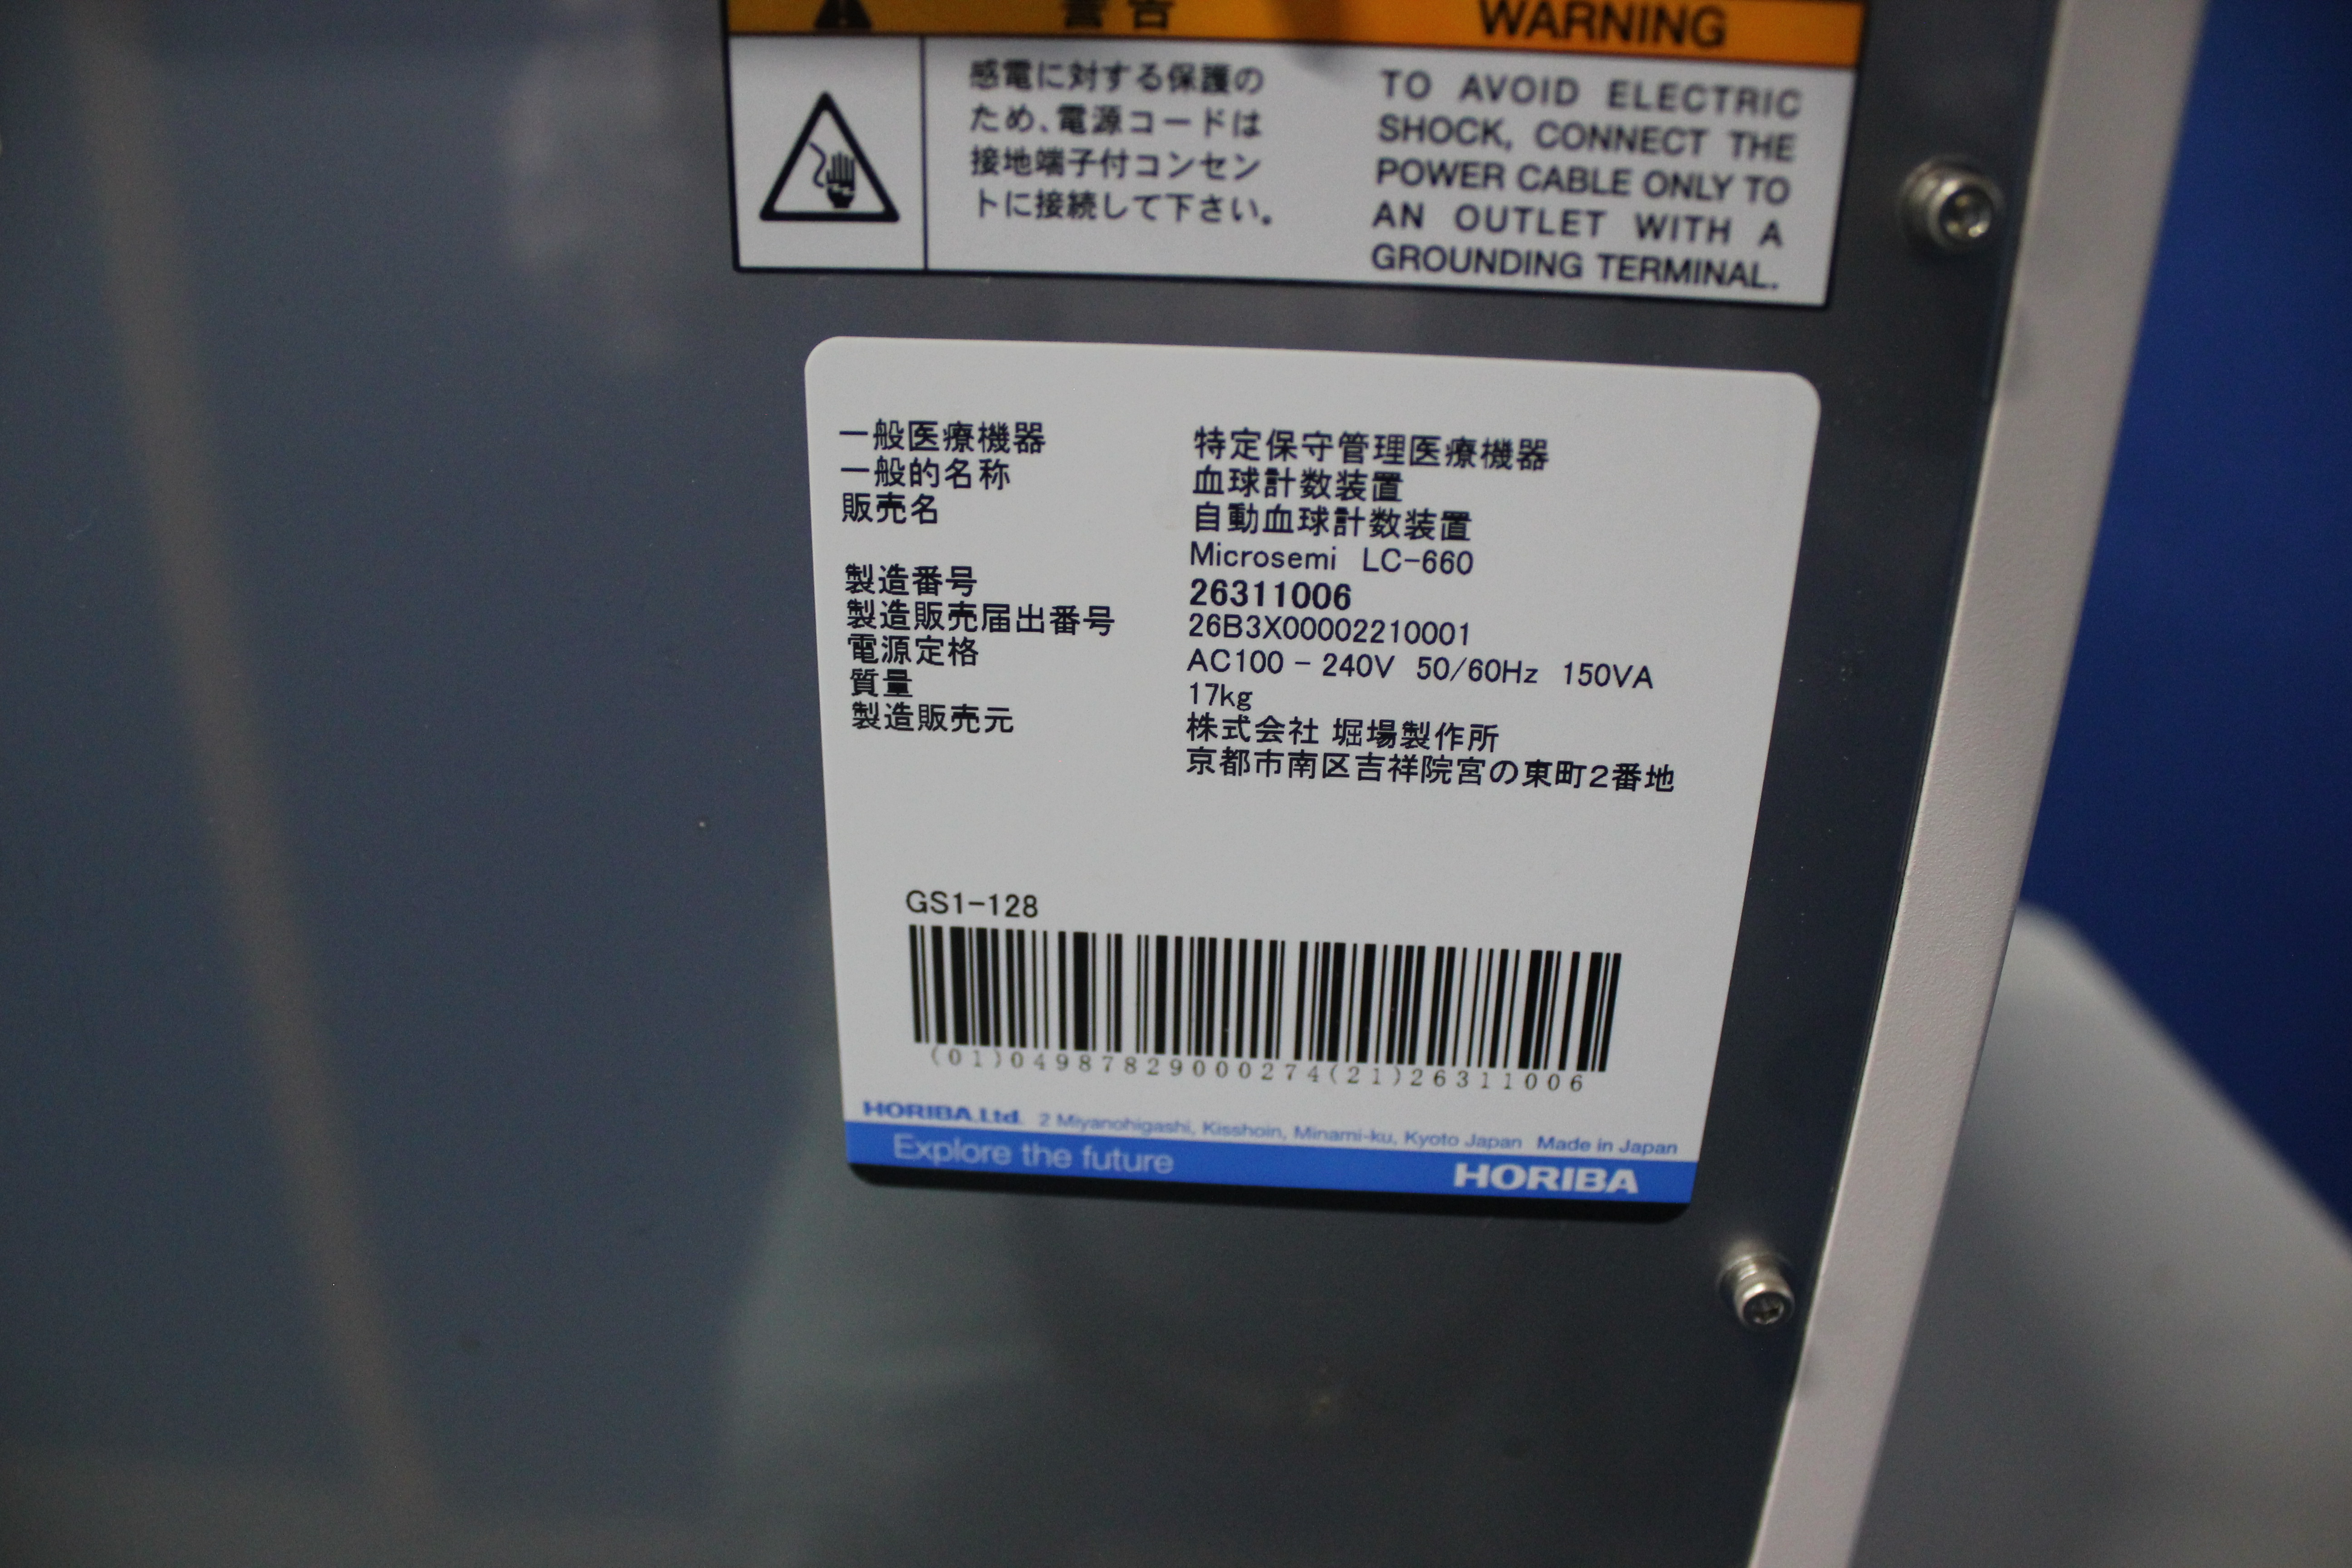 警告 WARNING
感電に対する保護の
ため、電源コードは
接地端子付コンセン
トに接続して下さい。
TO AVOID ELECTRIC
SHOCK, CONNECT THE
POWER CABLE ONLY TO
AN OUTLET WITH A
GROUNDING TERMINAL.
一般医療機器 特定保守管理医療機器
一般的名称 血球計数装置
販売名 自動血球計数装置
Microsemi LC-660
製造番号 26311006
製造販売届出番号 26B3X00002210001
電源定格 AC100 - 240V 50/60Hz 150VA
質量 17kg
製造販売元 株式会社 堀場製作所
京都市南区吉祥院宮の東町2番地
GS1-128
(01)04987829000274(21)26311006
HORIBA,Ltd. 2 Miyanohigashi, Kisshoin, Minami-ku, Kyoto Japan Made in Japan
Explore the future HORIBA